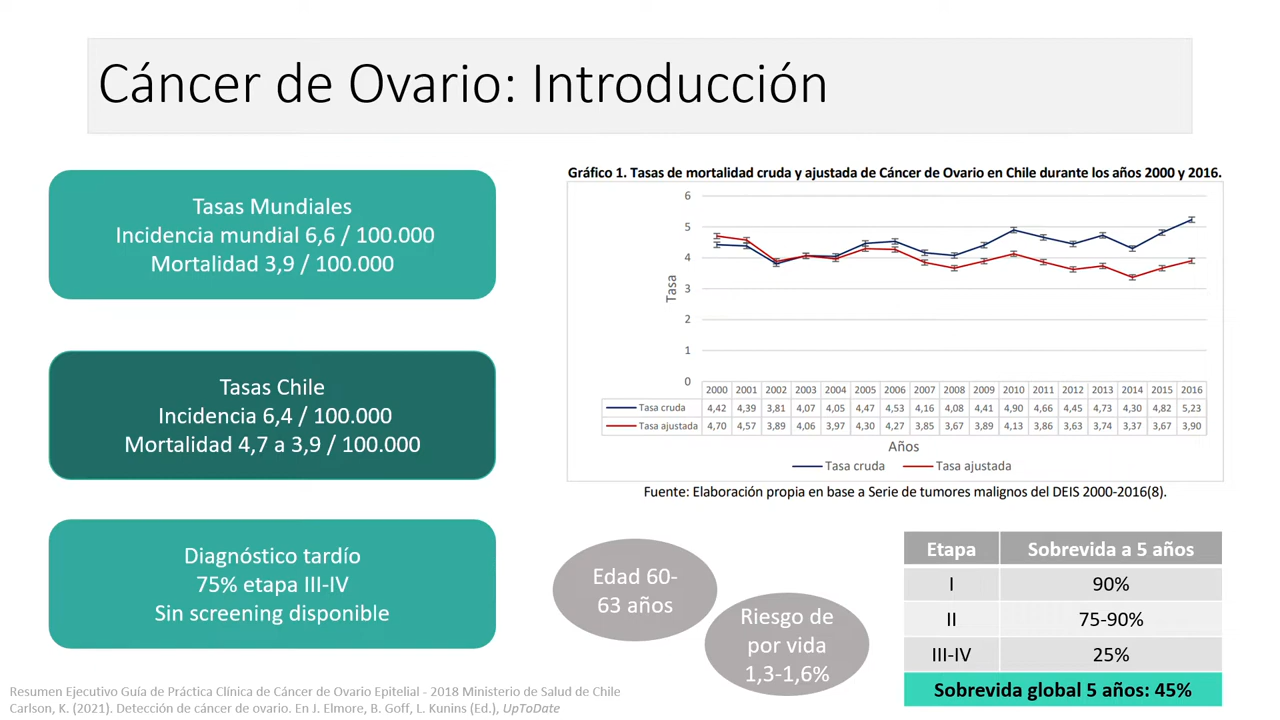 Cáncer de Ovario: Introducción
Tasas Mundiales
Incidencia mundial 6,6 / 100.000
Mortalidad 3,9 / 100.000
Tasas Chile
Incidencia 6,4 / 100.000
Mortalidad 4,7 a 3,9 / 100.000
Diagnóstico tardío
75% etapa III-IV
Sin screening disponible
Gráfico 1. Tasas de mortalidad cruda y ajustada de Cáncer de Ovario en Chile durante los años 2000 y 2016.
6
5
4
3
2
1
0
Tasa
2000 2001 2002 2003 2004 2005 2006 2007 2008 2009 2010 2011 2012 2013 2014 2015 2016
Tasa cruda 4,42 4,39 3,81 4,07 4,05 4,47 4,53 4,16 4,08 4,41 4,90 4,66 4,45 4,73 4,30 4,82 5,23
Tasa ajustada 4,70 4,57 3,89 4,06 3,97 4,30 4,27 3,85 3,67 3,89 4,13 3,86 3,63 3,74 3,37 3,67 3,90
Años
Tasa cruda Tasa ajustada
Fuente: Elaboración propia en base a Serie de tumores malignos del DEIS 2000-2016(8).
Edad 60-
63 años
Riesgo de
por vida
1,3-1,6%
Etapa Sobrevida a 5 años
I 90%
II 75-90%
III-IV 25%
Sobrevida global 5 años: 45%
Resumen Ejecutivo Guía de Práctica Clínica de Cáncer de Ovario Epitelial - 2018 Ministerio de Salud de Chile
Carlson, K. (2021). Detección de cáncer de ovario. En J. Elmore, B. Goff, L. Kunins (Ed.), UpToDate